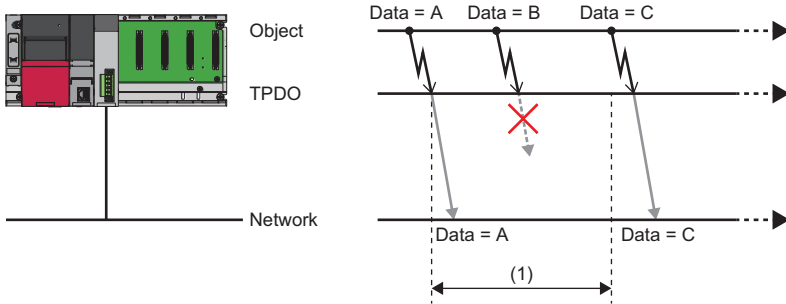 Data = A Data = B Data = C
Object
TPDO
Network
Data = A Data = C
(1)